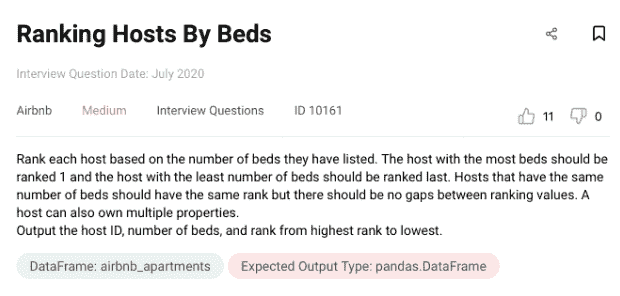 Ranking Hosts By Beds
Interview Question Date: July 2020
Airbnb Medium Interview Questions ID 10161 11 0
Rank each host based on the number of beds they have listed. The host with the most beds should be
ranked 1 and the host with the least number of beds should be ranked last. Hosts that have the same
number of beds should have the same rank but there should be no gaps between ranking values. A
host can also own multiple properties.
Output the host ID, number of beds, and rank from highest rank to lowest.
DataFrame: airbnb_apartments Expected Output Type: pandas.DataFrame